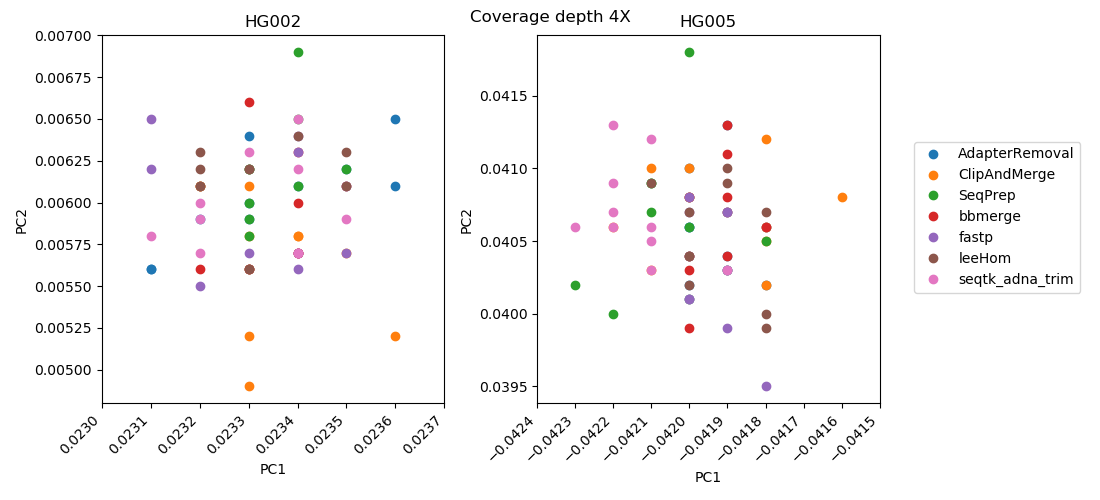 Coverage depth 4X
HG002
HG005
0.00700
0.00675
0.00650
0.00625
0.00600
0.00575
0.00550
0.00525
0.00500
PC2
0.0230
0.0231
0.0232
0.0233
0.0234
0.0235
0.0236
0.0237
PC1
0.0415
0.0410
0.0405
0.0400
0.0395
PC2
−0.0424
−0.0423
−0.0422
−0.0421
−0.0420
−0.0419
−0.0418
−0.0417
−0.0416
−0.0415
PC1
AdapterRemoval
ClipAndMerge
SeqPrep
bbmerge
fastp
leeHom
seqtk_adna_trim